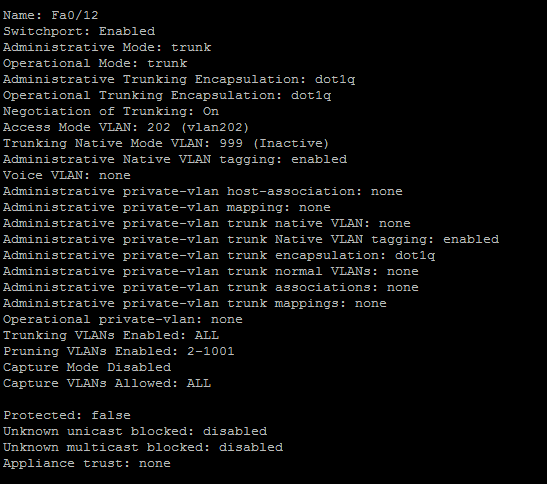 Name: Fa0/12
Switchport: Enabled
Administrative Mode: trunk
Operational Mode: trunk
Administrative Trunking Encapsulation: dot1q
Operational Trunking Encapsulation: dot1q
Negotiation of Trunking: On
Access Mode VLAN: 202 (vlan202)
Trunking Native Mode VLAN: 999 (Inactive)
Administrative Native VLAN tagging: enabled
Voice VLAN: none
Administrative private-vlan host-association: none
Administrative private-vlan mapping: none
Administrative private-vlan trunk native VLAN: none
Administrative private-vlan trunk Native VLAN tagging: enabled
Administrative private-vlan trunk encapsulation: dot1q
Administrative private-vlan trunk normal VLANs: none
Administrative private-vlan trunk associations: none
Administrative private-vlan trunk mappings: none
Operational private-vlan: none
Trunking VLANs Enabled: ALL
Pruning VLANs Enabled: 2-1001
Capture Mode Disabled
Capture VLANs Allowed: ALL
Protected: false
Unknown unicast blocked: disabled
Unknown multicast blocked: disabled
Appliance trust: none